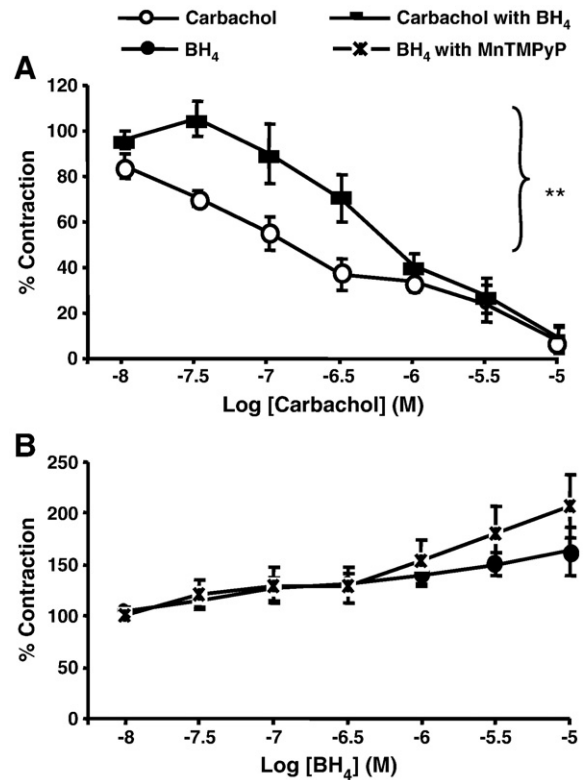 Carbachol
Carbachol with BH₄
BH₄
BH₄ with MnTMPyP
A
120
100
80
60
40
20
0
% Contraction
**
-8 -7.5 -7 -6.5 -6 -5.5 -5
Log [Carbachol] (M)
B
250
200
150
100
50
0
% Contraction
-8 -7.5 -7 -6.5 -6 -5.5 -5
Log [BH₄] (M)